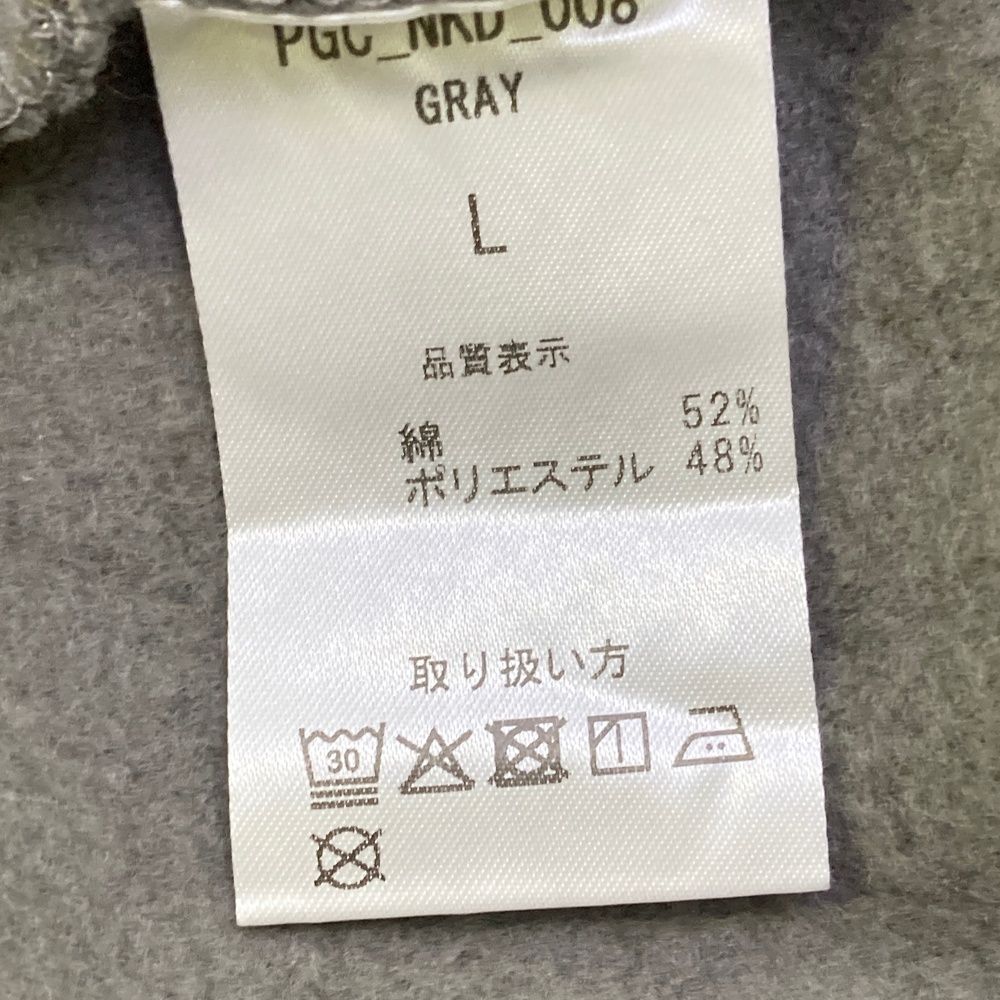 PGC_NKD_008
GRAY
L
品質表示
綿 52%
ポリエステル 48%
取り扱い方
30